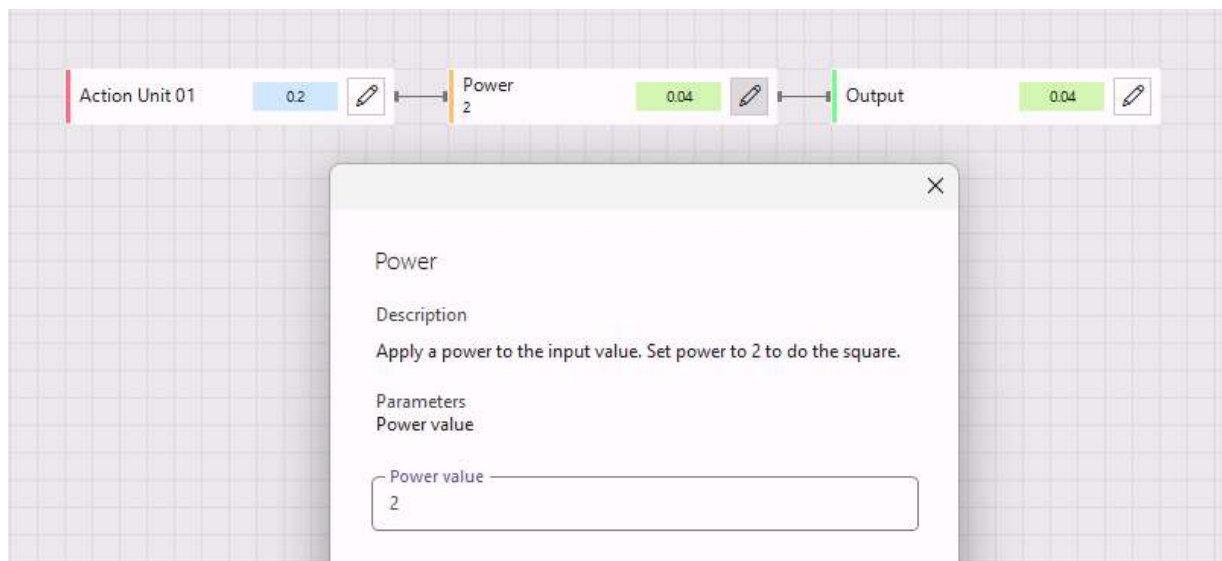 Action Unit 01
0.2
Power
2
0.04
Output
0.04
Power
Description
Apply a power to the input value. Set power to 2 to do the square.
Parameters
Power value
Power value
2